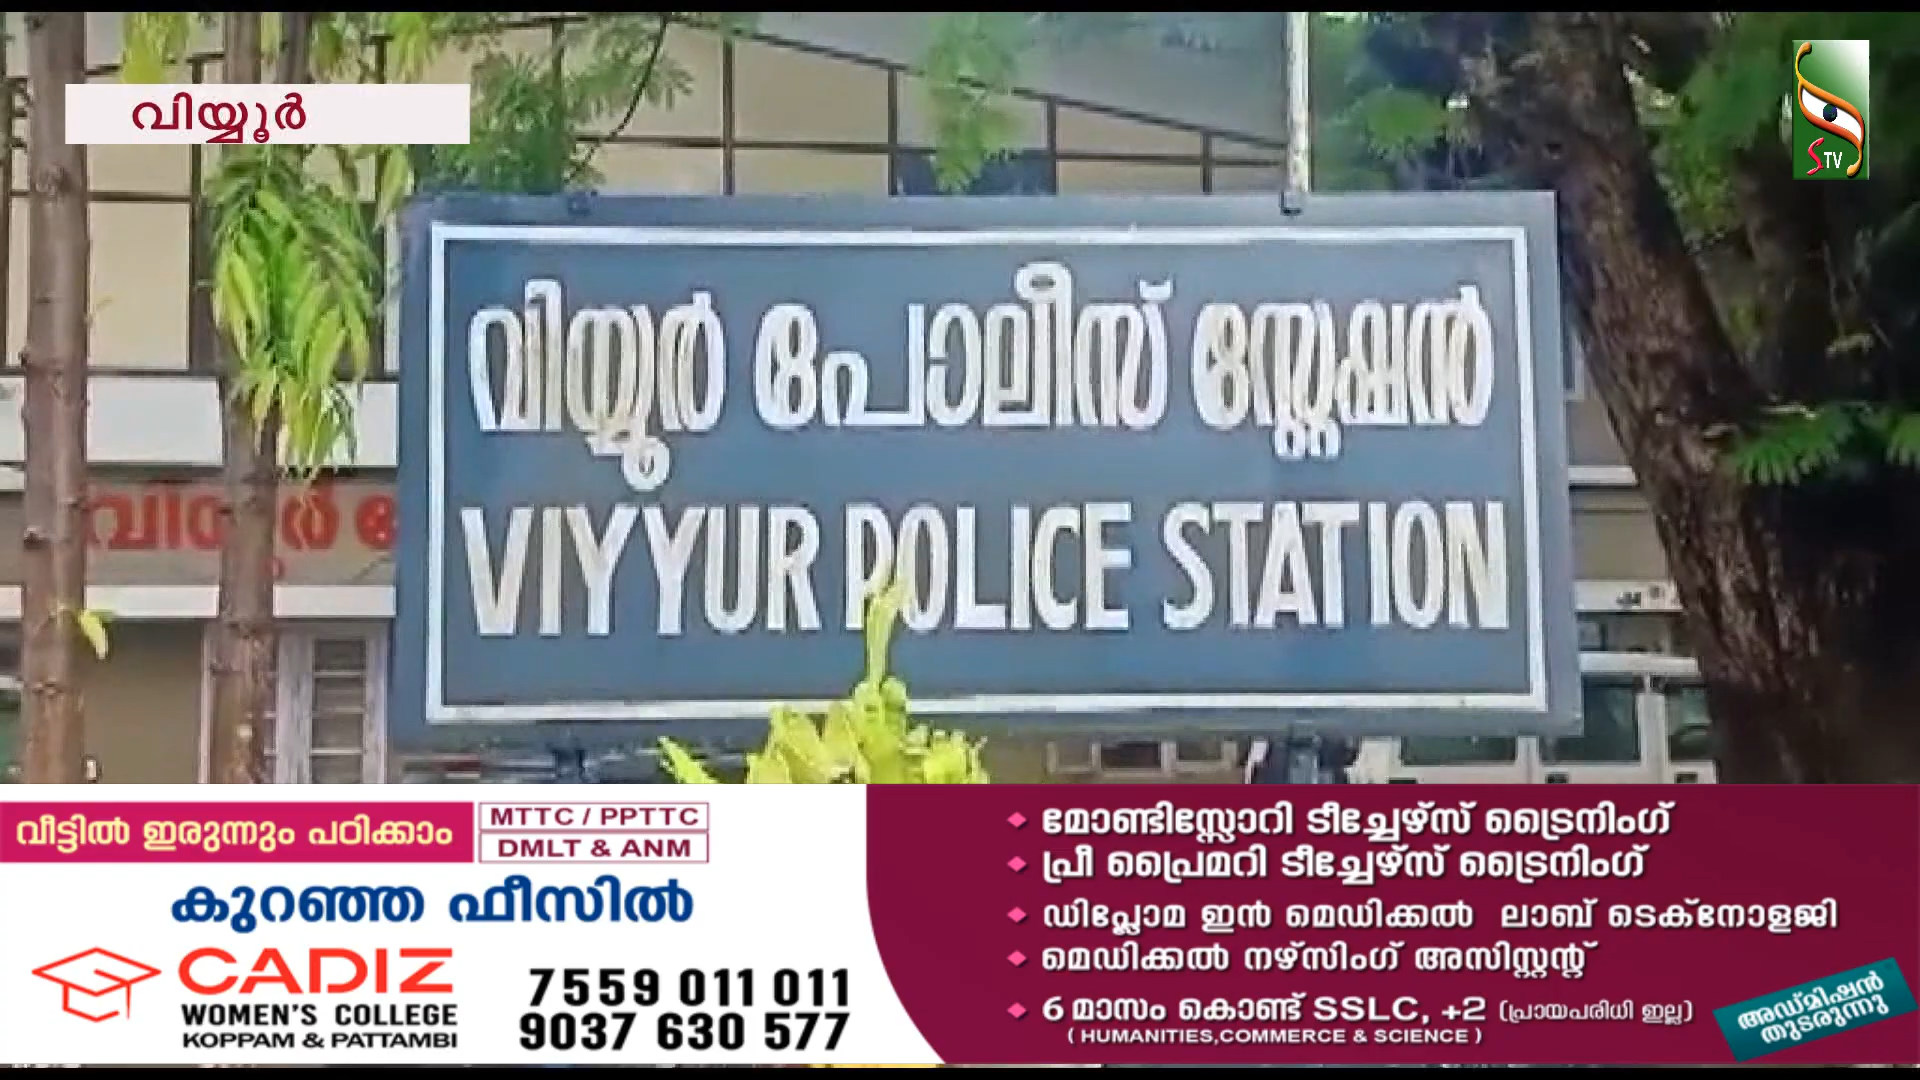 വിയ്യൂർ
STV
വിയ്യൂർ പോലീസ് സ്റ്റേഷൻ
VIYYUR POLICE STATION
വിയ്യൂർ
വീട്ടിൽ ഇരുന്നും പഠിക്കാം
MTTC / PPTTC
DMLT & ANM
കുറഞ്ഞ ഫീസിൽ
CADIZ
WOMEN'S COLLEGE
KOPPAM & PATTAMBI
7559 011 011
9037 630 577
മോണ്ടിസ്സോറി ടീച്ചേഴ്സ് ട്രൈനിംഗ്
പ്രീ പ്രൈമറി ടീച്ചേഴ്സ് ട്രൈനിംഗ്
ഡിപ്ലോമ ഇൻ മെഡിക്കൽ ലാബ് ടെക്നോളജി
മെഡിക്കൽ നഴ്സിംഗ് അസിസ്റ്റന്റ്
6 മാസം കൊണ്ട് SSLC, +2 (പ്രായപരിധി ഇല്ല)
( HUMANITIES,COMMERCE & SCIENCE )
അഡ്മിഷൻ
തുടരുന്നു